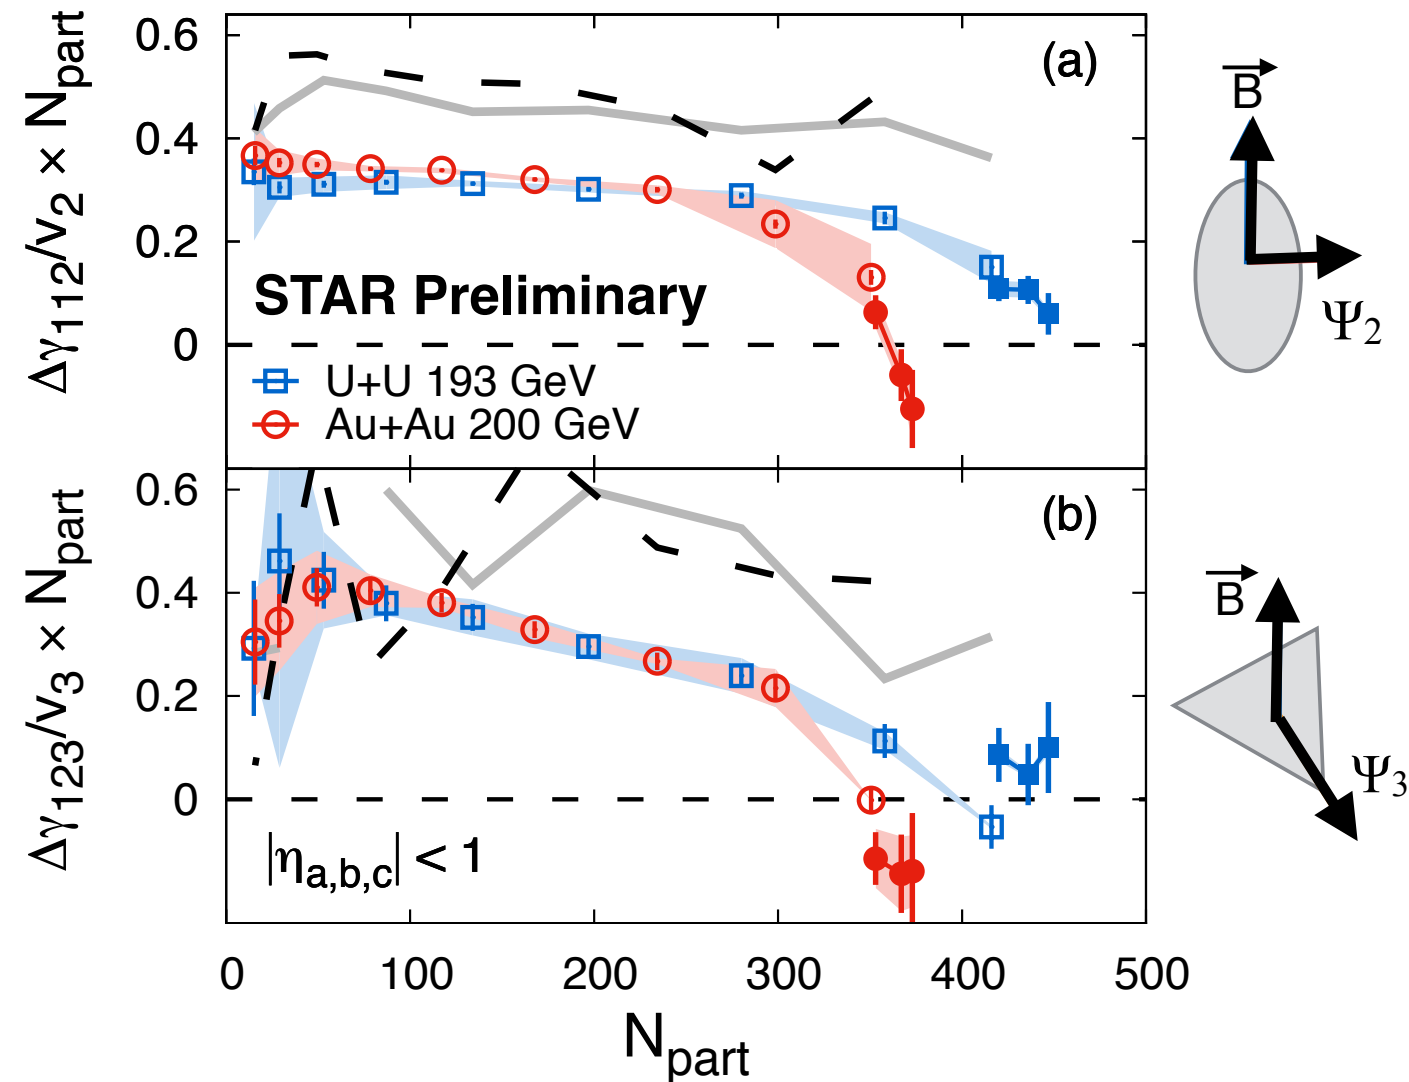 Δγ112/v2 × Npart
0.6
0.4
0.2
0
(a)
STAR Preliminary
U+U 193 GeV
Au+Au 200 GeV
B
Ψ2
Δγ123/v3 × Npart
0.6
0.4
0.2
0
(b)
|ηa,b,c| < 1
B
Ψ3
0 100 200 300 400 500
Npart